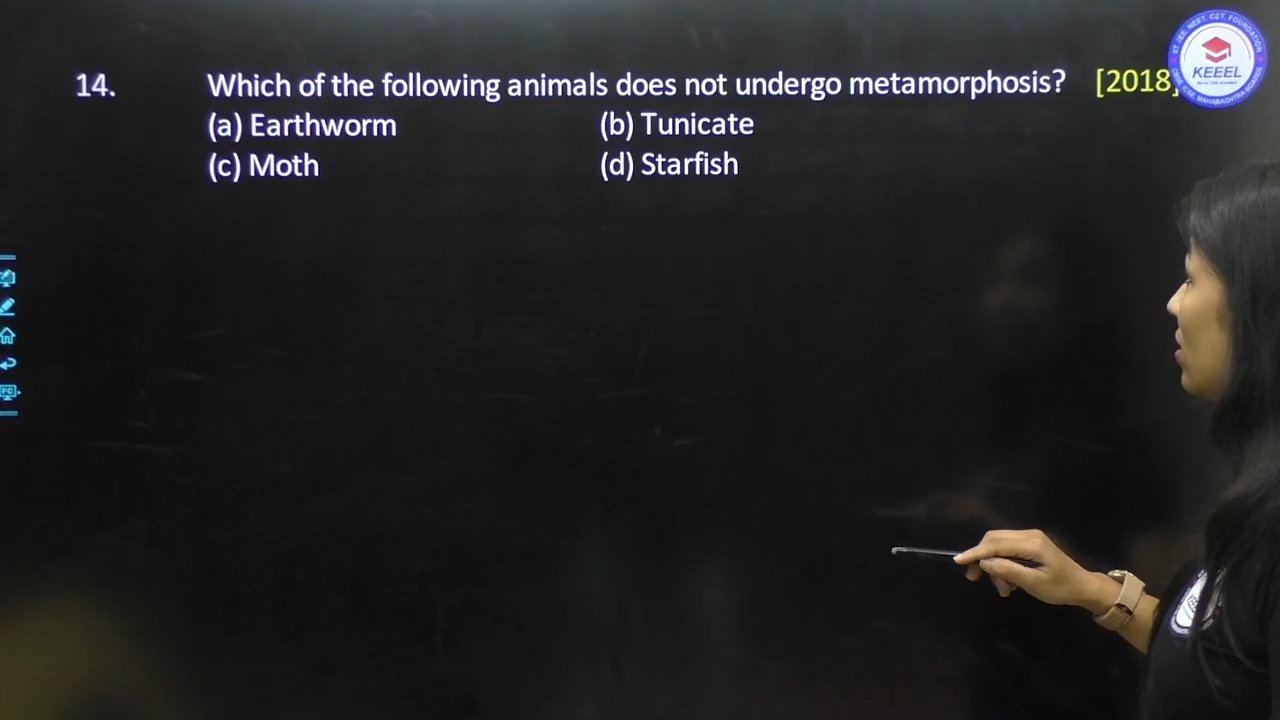 14. Which of the following animals does not undergo metamorphosis? [2018]
(a) Earthworm (b) Tunicate
(c) Moth (d) Starfish
KEEEL